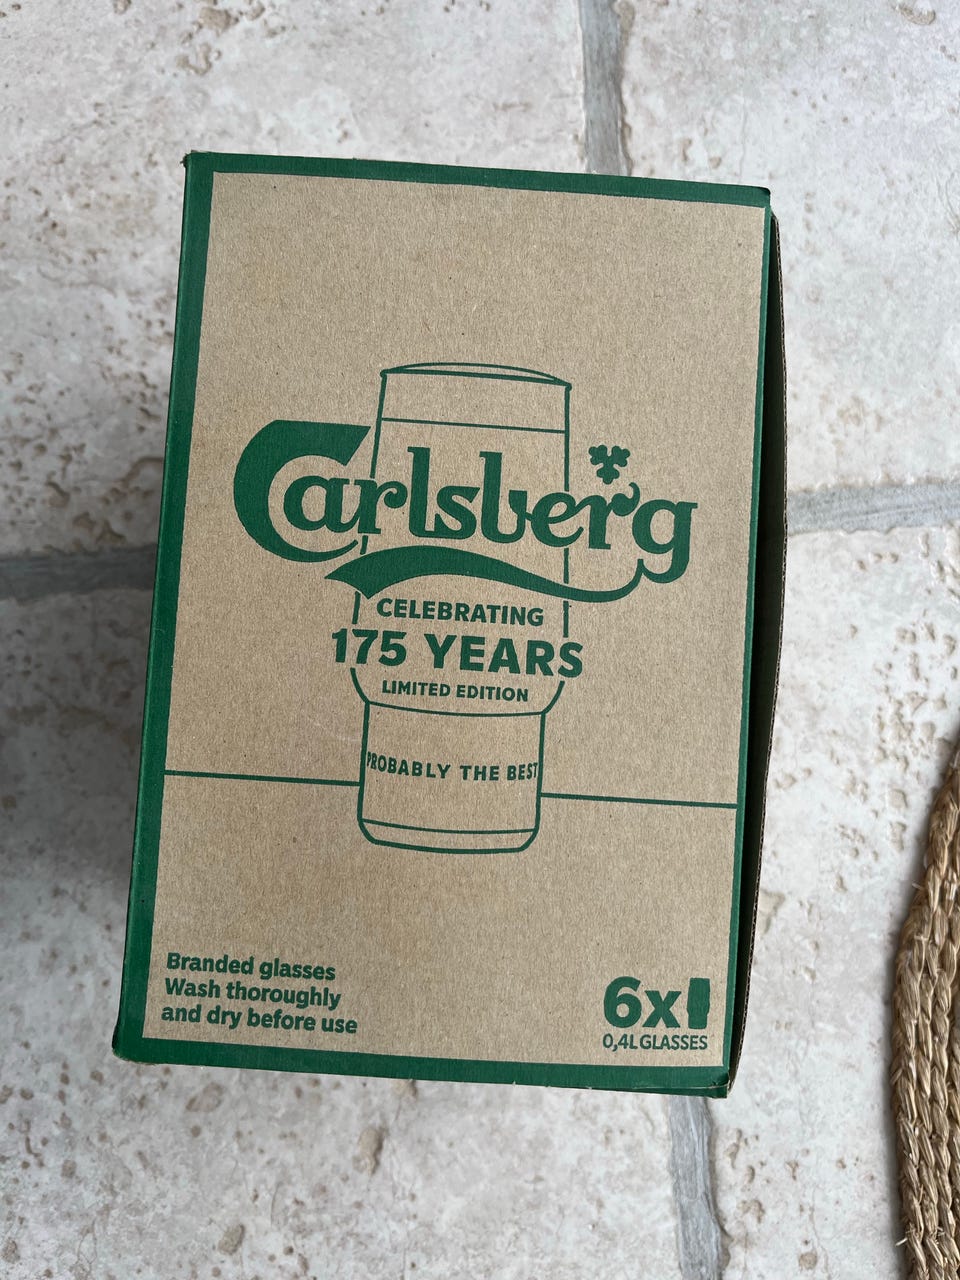 Carlsberg
CELEBRATING
175 YEARS
LIMITED EDITION
PROBABLY THE BEST
Branded glasses
Wash thoroughly
and dry before use
6x
0,4L GLASSES